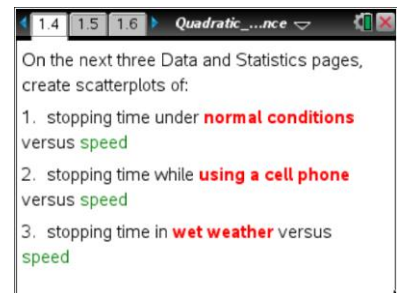 1.4 1.5 1.6 Quadratic_...nce
On the next three Data and Statistics pages,
create scatterplots of:
1. stopping time under normal conditions
versus speed
2. stopping time while using a cell phone
versus speed
3. stopping time in wet weather versus
speed